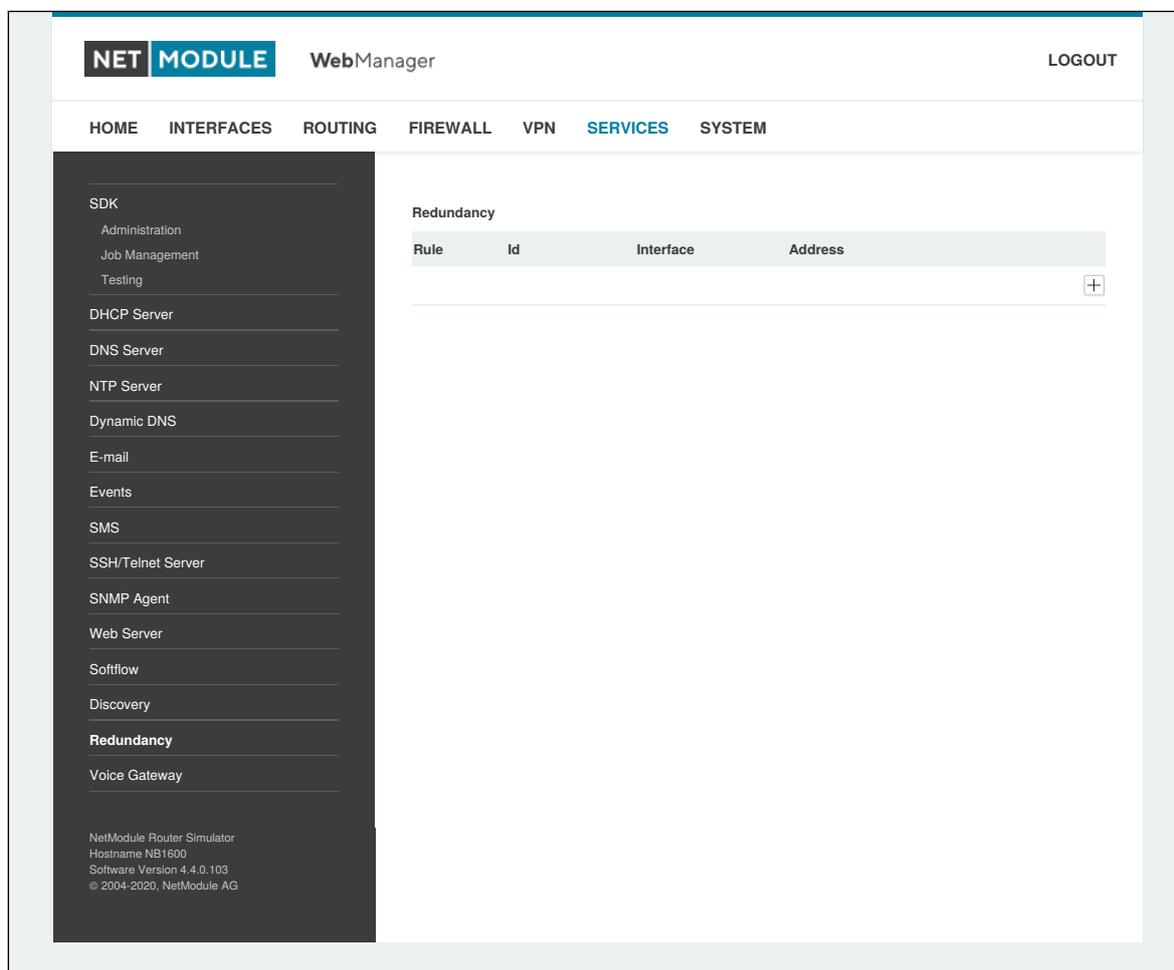 NET MODULE WebManager LOGOUT
HOME INTERFACES ROUTING FIREWALL VPN SERVICES SYSTEM
SDK
Administration
Job Management
Testing
DHCP Server
DNS Server
NTP Server
Dynamic DNS
E-mail
Events
SMS
SSH/Telnet Server
SNMP Agent
Web Server
Softflow
Discovery
Redundancy
Voice Gateway
NetModule Router Simulator
Hostname NB1600
Software Version 4.4.0.103
© 2004-2020, NetModule AG
Redundancy
Rule Id Interface Address